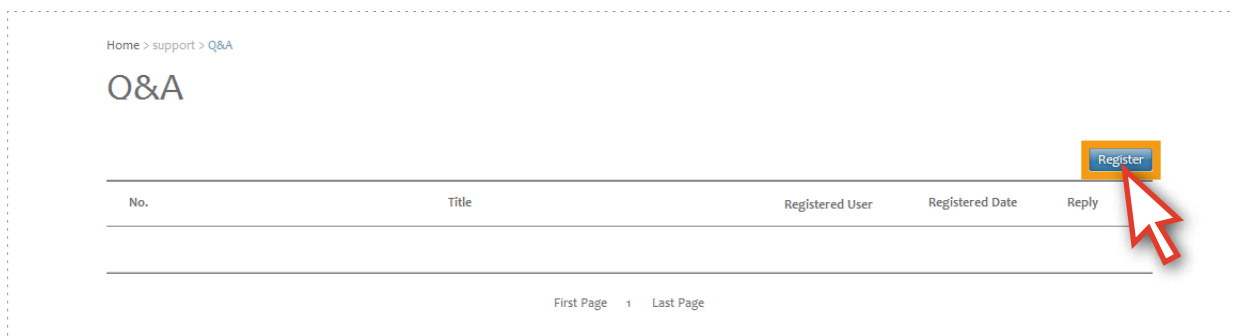 Home > support > Q&A
Q&A
Register
No. Title Registered User Registered Date Reply
First Page 1 Last Page